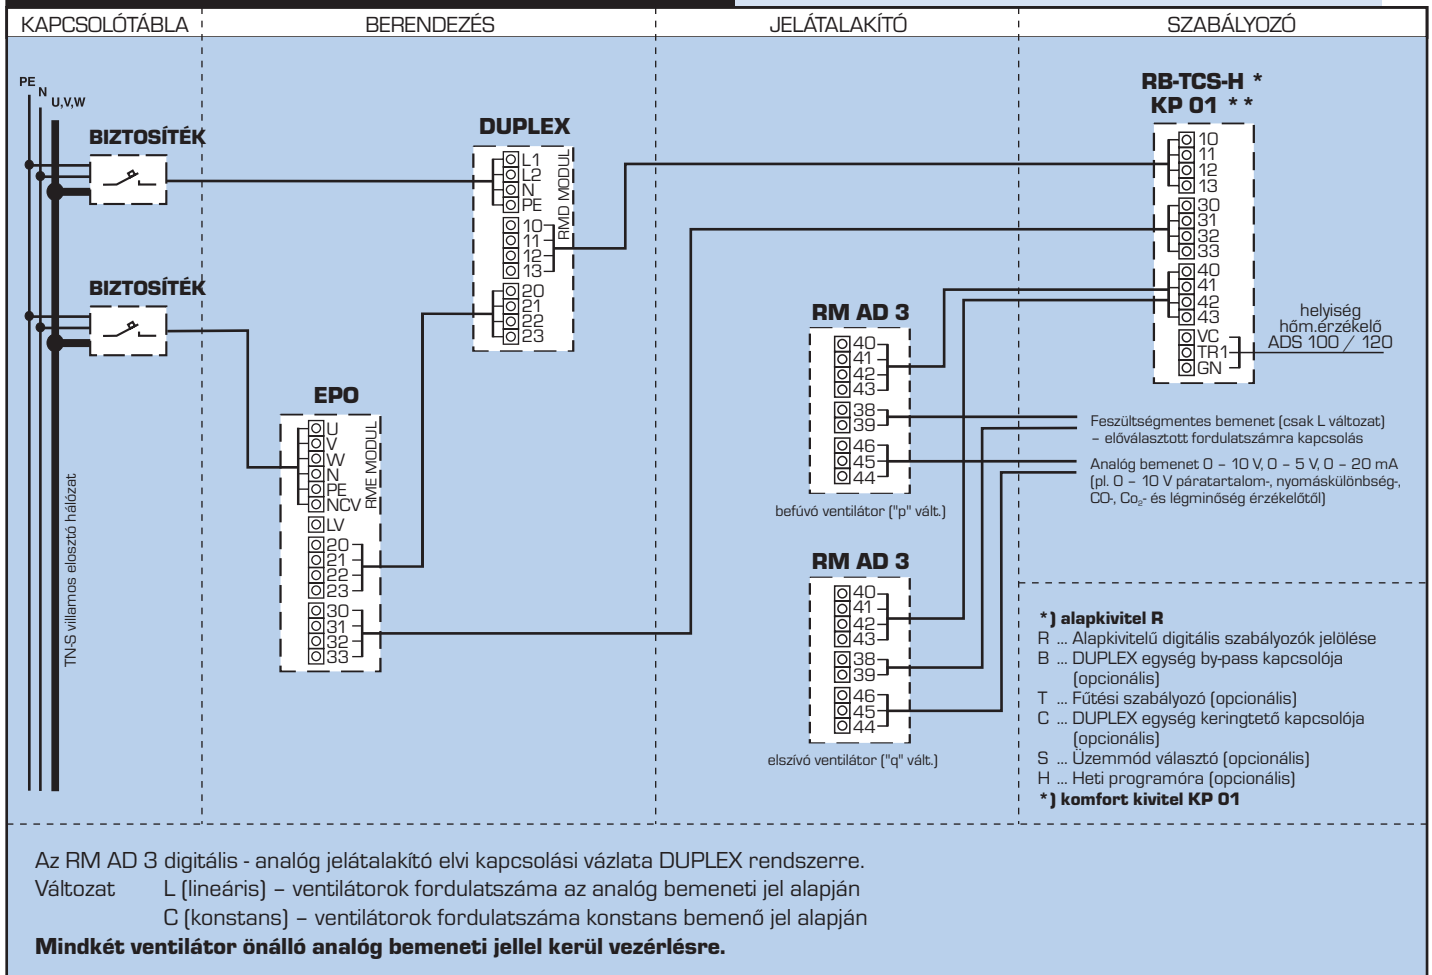 KAPCSOLÓTÁBLA
BERENDEZÉS
JELÁTALAKÍTÓ
SZABÁLYOZÓ
PE
N
U,V,W
BIZTOSÍTÉK
BIZTOSÍTÉK
TN-S villamos elosztó hálózat
DUPLEX
L1
L2
N
PE
10
11
12
13
20
21
22
23
RMD MODUL
EPO
U
V
W
N
PE
NCV
LV
20
21
22
23
30
31
32
33
RME MODUL
RM AD 3
40
41
42
43
38
39
46
45
44
befúvó ventilátor ("p" vált.)
RM AD 3
40
41
42
43
38
39
46
45
44
elszívó ventilátor ("q" vált.)
RB-TCS-H *
KP 01 * *
10
11
12
13
30
31
32
33
40
41
42
43
VC
TR1
GN
helyiség
hőm.érzékelő
ADS 100 / 120
Feszültségmentes bemenet (csak L változat)
– előválasztott fordulatszámra kapcsolás
Analóg bemenet 0 – 10 V, 0 – 5 V, 0 – 20 mA
(pl. 0 – 10 V páratartalom-, nyomáskülönbség-,
CO-, Co₂- és légminőség érzékelőtől)
*) alapkivitel R
R ... Alapkivitelű digitális szabályozók jelölése
B ... DUPLEX egység by-pass kapcsolója
(opcionális)
T ... Fűtési szabályozó (opcionális)
C ... DUPLEX egység keringtető kapcsolója
(opcionális)
S ... Üzemmód választó (opcionális)
H ... Heti programóra (opcionális)
*) komfort kivitel KP 01
Az RM AD 3 digitális - analóg jelátalakító elvi kapcsolási vázlata DUPLEX rendszerre.
Változat L (lineáris) – ventilátorok fordulatszáma az analóg bemeneti jel alapján
C (konstans) – ventilátorok fordulatszáma konstans bemenő jel alapján
Mindkét ventilátor önálló analóg bemeneti jellel kerül vezérlésre.